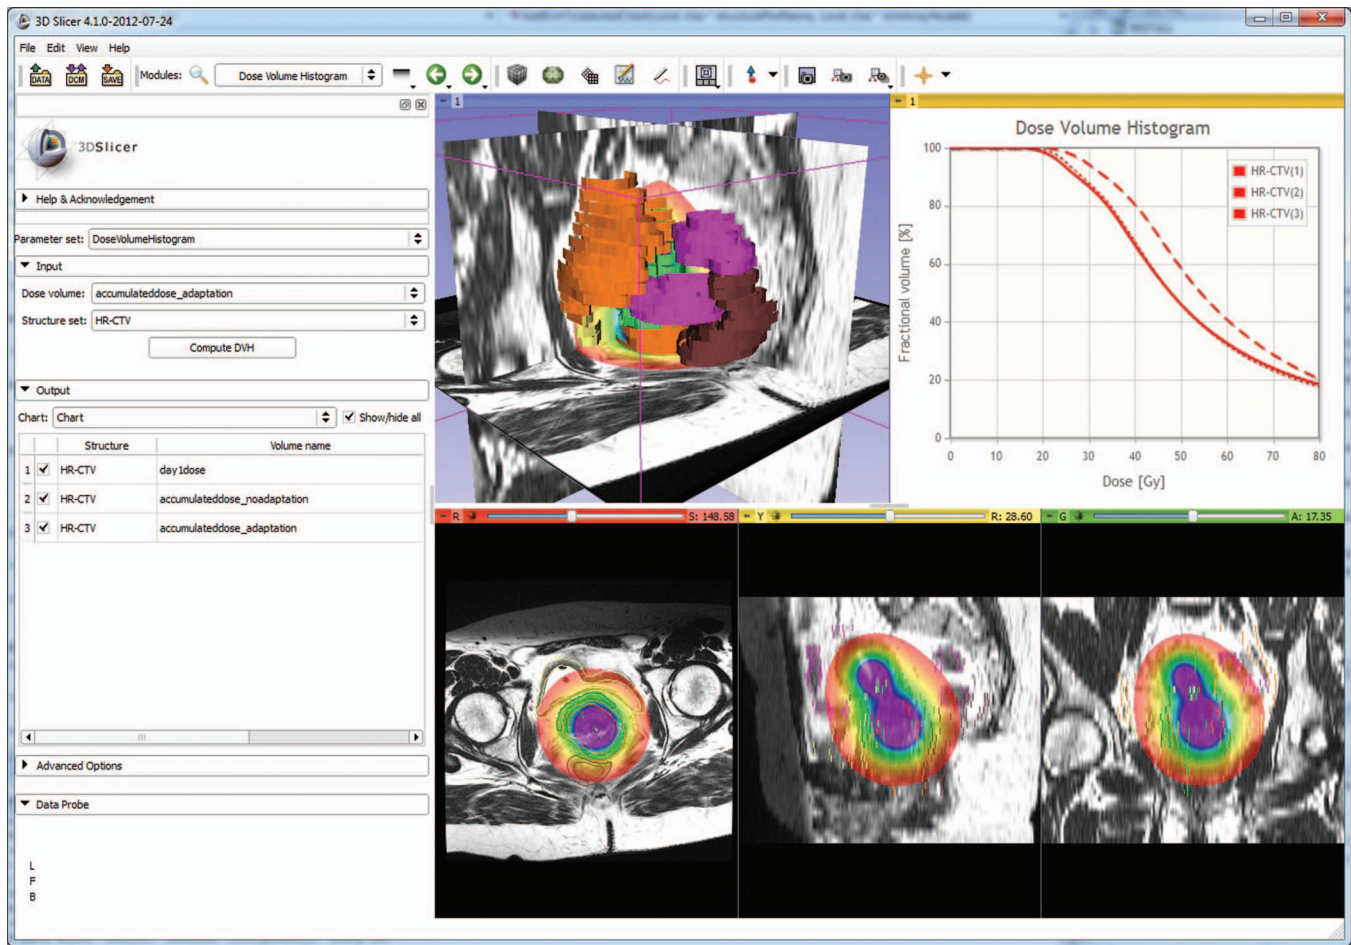 3D Slicer 4.1.0-2012-07-24
File Edit View Help
DATA DCM SAVE Modules: Dose Volume Histogram
3DSlicer
Help & Acknowledgement
Parameter set: DoseVolumeHistogram
Input
Dose volume: accumulateddose_adaptation
Structure set: HR-CTV
Compute DVH
Output
Chart: Chart Show/hide all
Structure Volume name
1 HR-CTV day1dose
2 HR-CTV accumulateddose_noadaptation
3 HR-CTV accumulateddose_adaptation
Advanced Options
Data Probe
L
F
B
1
1
Dose Volume Histogram
HR-CTV(1)
HR-CTV(2)
HR-CTV(3)
Fractional volume [%]
100
80
60
40
20
0
0 10 20 30 40 50 60 70 80
Dose [Gy]
R S: 148.58
Y R: 28.60
G A: 17.35